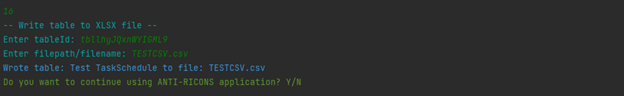 16
-- Write table to XLSX file --
Enter tableId: tbllhgJQxnWVIGML9
Enter filepath/filename: TESTCSV.csv
Wrote table: Test TaskSchedule to file: TESTCSV.csv
Do you want to continue using ANTI-RICONS application? Y/N